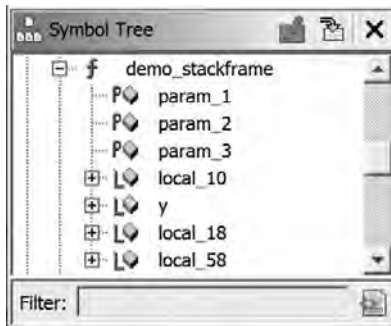 Symbol Tree
f demo_stackframe
P param_1
P param_2
P param_3
L local_10
L y
L local_18
L local_58
Filter: